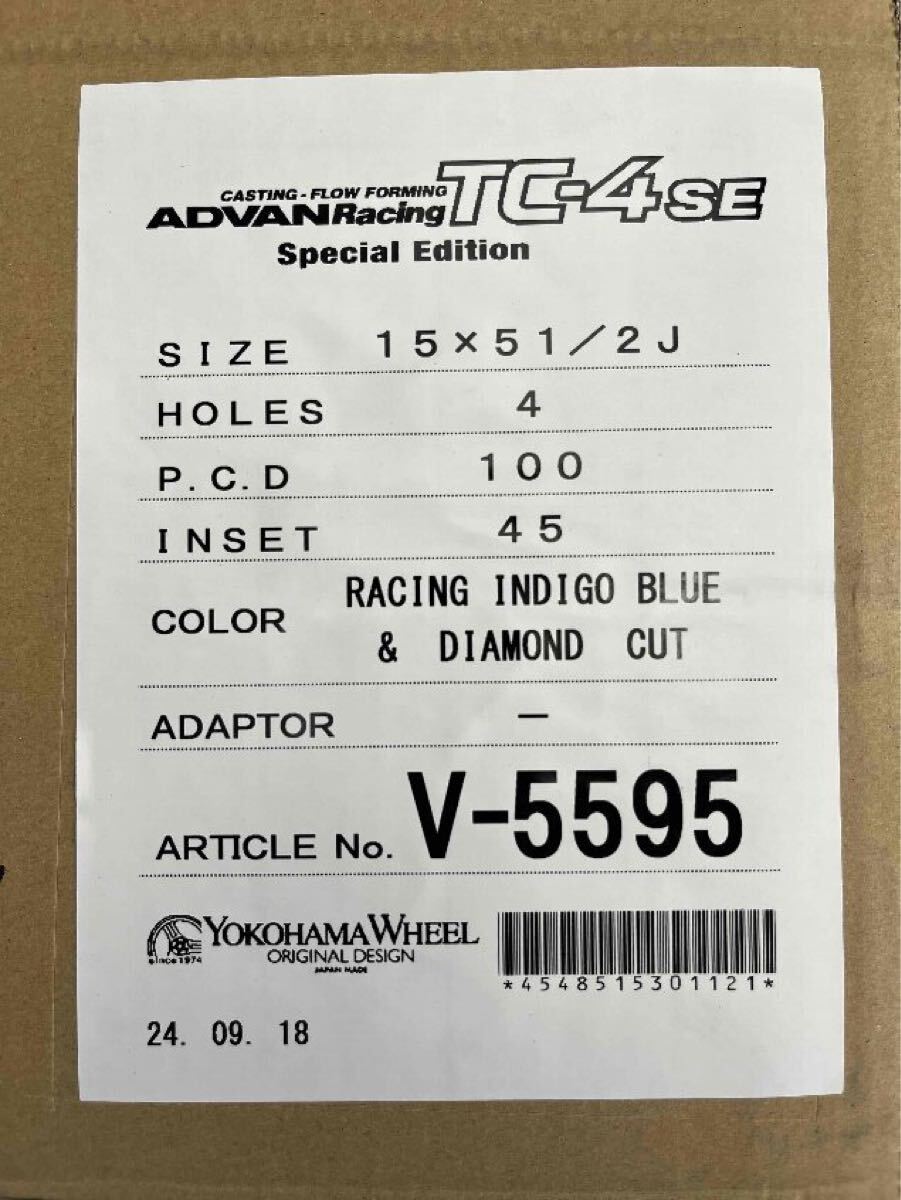 CASTING - FLOW FORMING
ADVAN Racing TC-4 SE
Special Edition
SIZE 15×51/2J
HOLES 4
P.C.D 100
INSET 45
COLOR RACING INDIGO BLUE
& DIAMOND CUT
ADAPTOR －
ARTICLE No. V-5595
since 1974 YOKOHAMA WHEEL
ORIGINAL DESIGN
JAPAN MADE
*4548515301121*
24. 09. 18